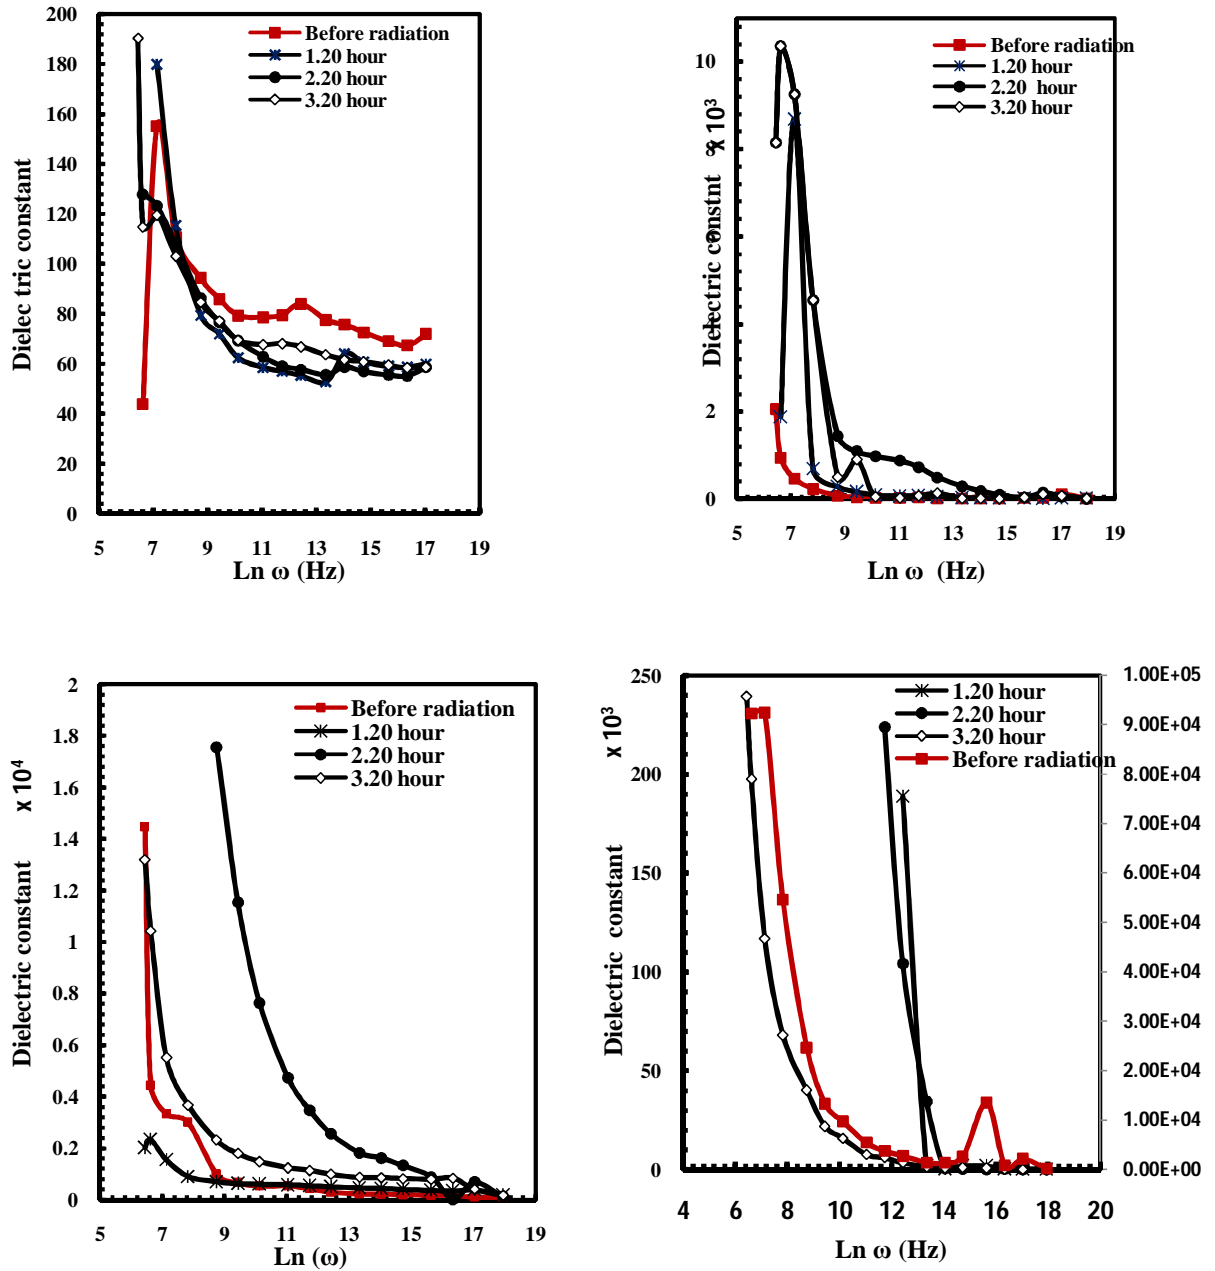 200
180
160
140
120
100
80
60
40
20
0
Dielec tric constant
Before radiation
1.20 hour
2.20 hour
3.20 hour
5 7 9 11 13 15 17 19
Ln ω (Hz)
10
8
2
0
Dielectric constnt x 10³
Before radiation
1.20 hour
2.20 hour
3.20 hour
5 7 9 11 13 15 17 19
Ln ω (Hz)
2
1.8
1.6
1.4
1.2
1
0.8
0.6
0.4
0.2
0
Dielectric constant x 10⁴
Before radiation
1.20 hour
2.20 hour
3.20 hour
5 7 9 11 13 15 17 19
Ln (ω)
250
200
150
100
50
0
Dielectric constant x 10³
1.20 hour
2.20 hour
3.20 hour
Before radiation
1.00E+05
9.00E+04
8.00E+04
7.00E+04
6.00E+04
5.00E+04
4.00E+04
3.00E+04
2.00E+04
1.00E+04
0.00E+00
4 6 8 10 12 14 16 18 20
Ln ω (Hz)